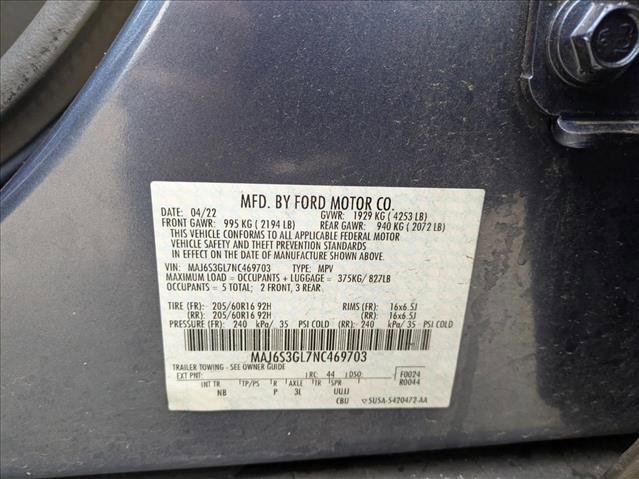 MFD. BY FORD MOTOR CO.
DATE: 04/22 GVWR: 1929 KG ( 4253 LB)
FRONT GAWR: 995 KG ( 2194 LB) REAR GAWR: 940 KG ( 2072 LB)
THIS VEHICLE CONFORMS TO ALL APPLICABLE FEDERAL MOTOR
VEHICLE SAFETY AND THEFT PREVENTION STANDARDS
IN EFFECT ON THE DATE OF MANUFACTURE SHOWN ABOVE.
VIN: MAJ6S3GL7NC469703 TYPE: MPV
MAXIMUM LOAD = OCCUPANTS + LUGGAGE = 375KG/ 827LB
OCCUPANTS = 5 TOTAL; 2 FRONT, 3 REAR
TIRE (FR): 205/60R16 92H RIMS (FR): 16x6.5J
(RR): 205/60R16 92H (RR): 16x6.5J
PRESSURE (FR): 240 kPa/ 35 PSI COLD (RR): 240 kPa/ 35 PSI COLD
MAJ6S3GL7NC469703
TRAILER TOWING - SEE OWNER GUIDE
EXT PNT: RC: 44 DSO: F0024
R0044
INT TR TP/PS R AXLE TR SPR
NB P 3L UUJJ
CBU SU5A-5420472-AA